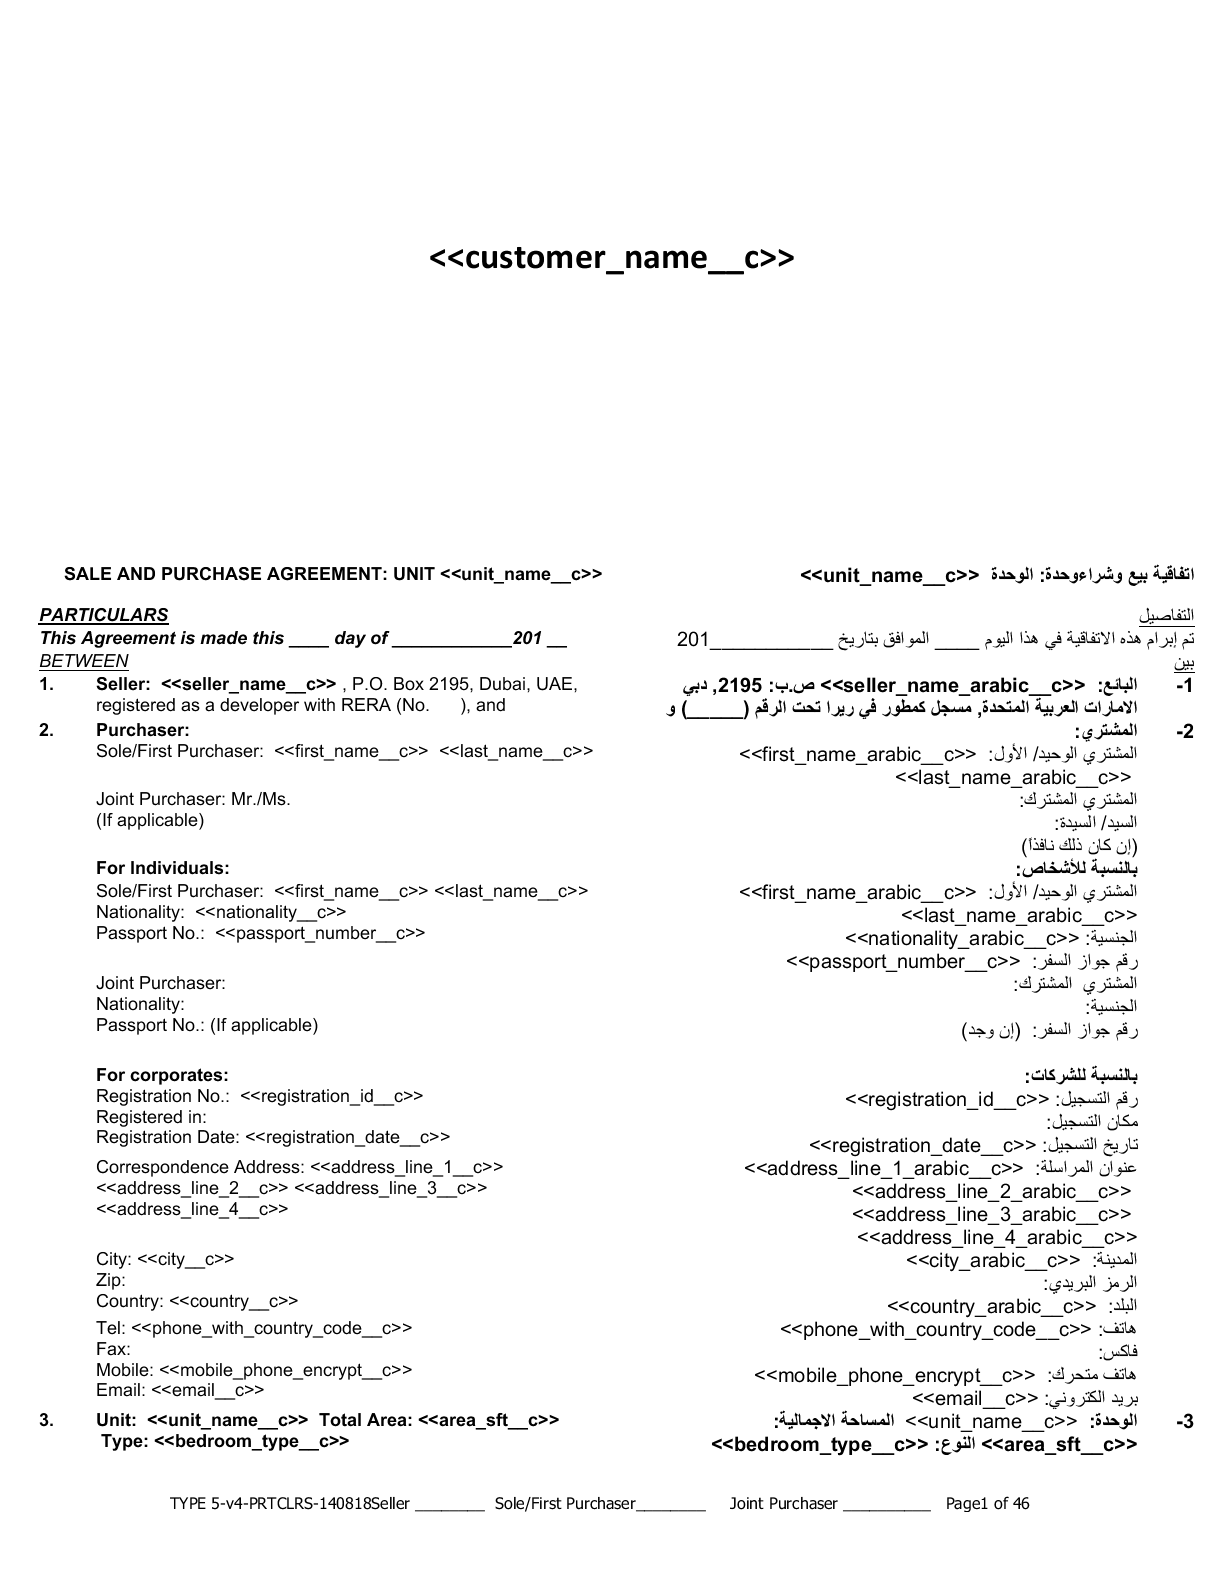 <<customer_name__c>>
SALE AND PURCHASE AGREEMENT: UNIT <<unit_name__c>>
PARTICULARS
This Agreement is made this ____ day of ____________201 __
BETWEEN
1. Seller: <<seller_name__c>> , P.O. Box 2195, Dubai, UAE,
registered as a developer with RERA (No. ), and
2. Purchaser:
Sole/First Purchaser: <<first_name__c>> <<last_name__c>>
Joint Purchaser: Mr./Ms.
(If applicable)
For Individuals:
Sole/First Purchaser: <<first_name__c>> <<last_name__c>>
Nationality: <<nationality__c>>
Passport No.: <<passport_number__c>>
Joint Purchaser:
Nationality:
Passport No.: (If applicable)
For corporates:
Registration No.: <<registration_id__c>>
Registered in:
Registration Date: <<registration_date__c>>
Correspondence Address: <<address_line_1__c>>
<<address_line_2__c>> <<address_line_3__c>>
<<address_line_4__c>>
City: <<city__c>>
Zip:
Country: <<country__c>>
Tel: <<phone_with_country_code__c>>
Fax:
Mobile: <<mobile_phone_encrypt__c>>
Email: <<email__c>>
3. Unit: <<unit_name__c>> Total Area: <<area_sft__c>>
Type: <<bedroom_type__c>>
اتفاقية بيع وشراءوحدة: الوحدة <<unit_name__c>>
التفاصيل
تم إبرام هذه الاتفاقية في هذا اليوم ____ الموافق بتاريخ ____________201
بين
1- البائع: <<seller_name_arabic__c>> ص.ب: 2195, دبي
الامارات العربية المتحدة, مسجل كمطور في ريرا تحت الرقم (_____) و
2- المشتري:
المشتري الوحيد/ الأول: <<first_name_arabic__c>>
<<last_name_arabic__c>>
المشتري المشترك:
السيد/ السيدة:
(إن كان ذلك نافذاً)
بالنسبة للأشخاص:
المشتري الوحيد/ الأول: <<first_name_arabic__c>>
<<last_name_arabic__c>>
الجنسية: <<nationality_arabic__c>>
رقم جواز السفر: <<passport_number__c>>
المشتري المشترك:
الجنسية:
رقم جواز السفر: (إن وجد)
بالنسبة للشركات:
رقم التسجيل: <<registration_id__c>>
مكان التسجيل:
تاريخ التسجيل: <<registration_date__c>>
عنوان المراسلة: <<address_line_1_arabic__c>>
<<address_line_2_arabic__c>>
<<address_line_3_arabic__c>>
<<address_line_4_arabic__c>>
المدينة: <<city_arabic__c>>
الرمز البريدي:
البلد: <<country_arabic__c>>
هاتف: <<phone_with_country_code__c>>
فاكس:
هاتف متحرك: <<mobile_phone_encrypt__c>>
بريد الكتروني: <<email__c>>
3- الوحدة: <<unit_name__c>> المساحة الاجمالية:
<<area_sft__c>> النوع: <<bedroom_type__c>>
TYPE 5-v4-PRTCLRS-140818Seller ________ Sole/First Purchaser________ Joint Purchaser __________ Page1 of 46